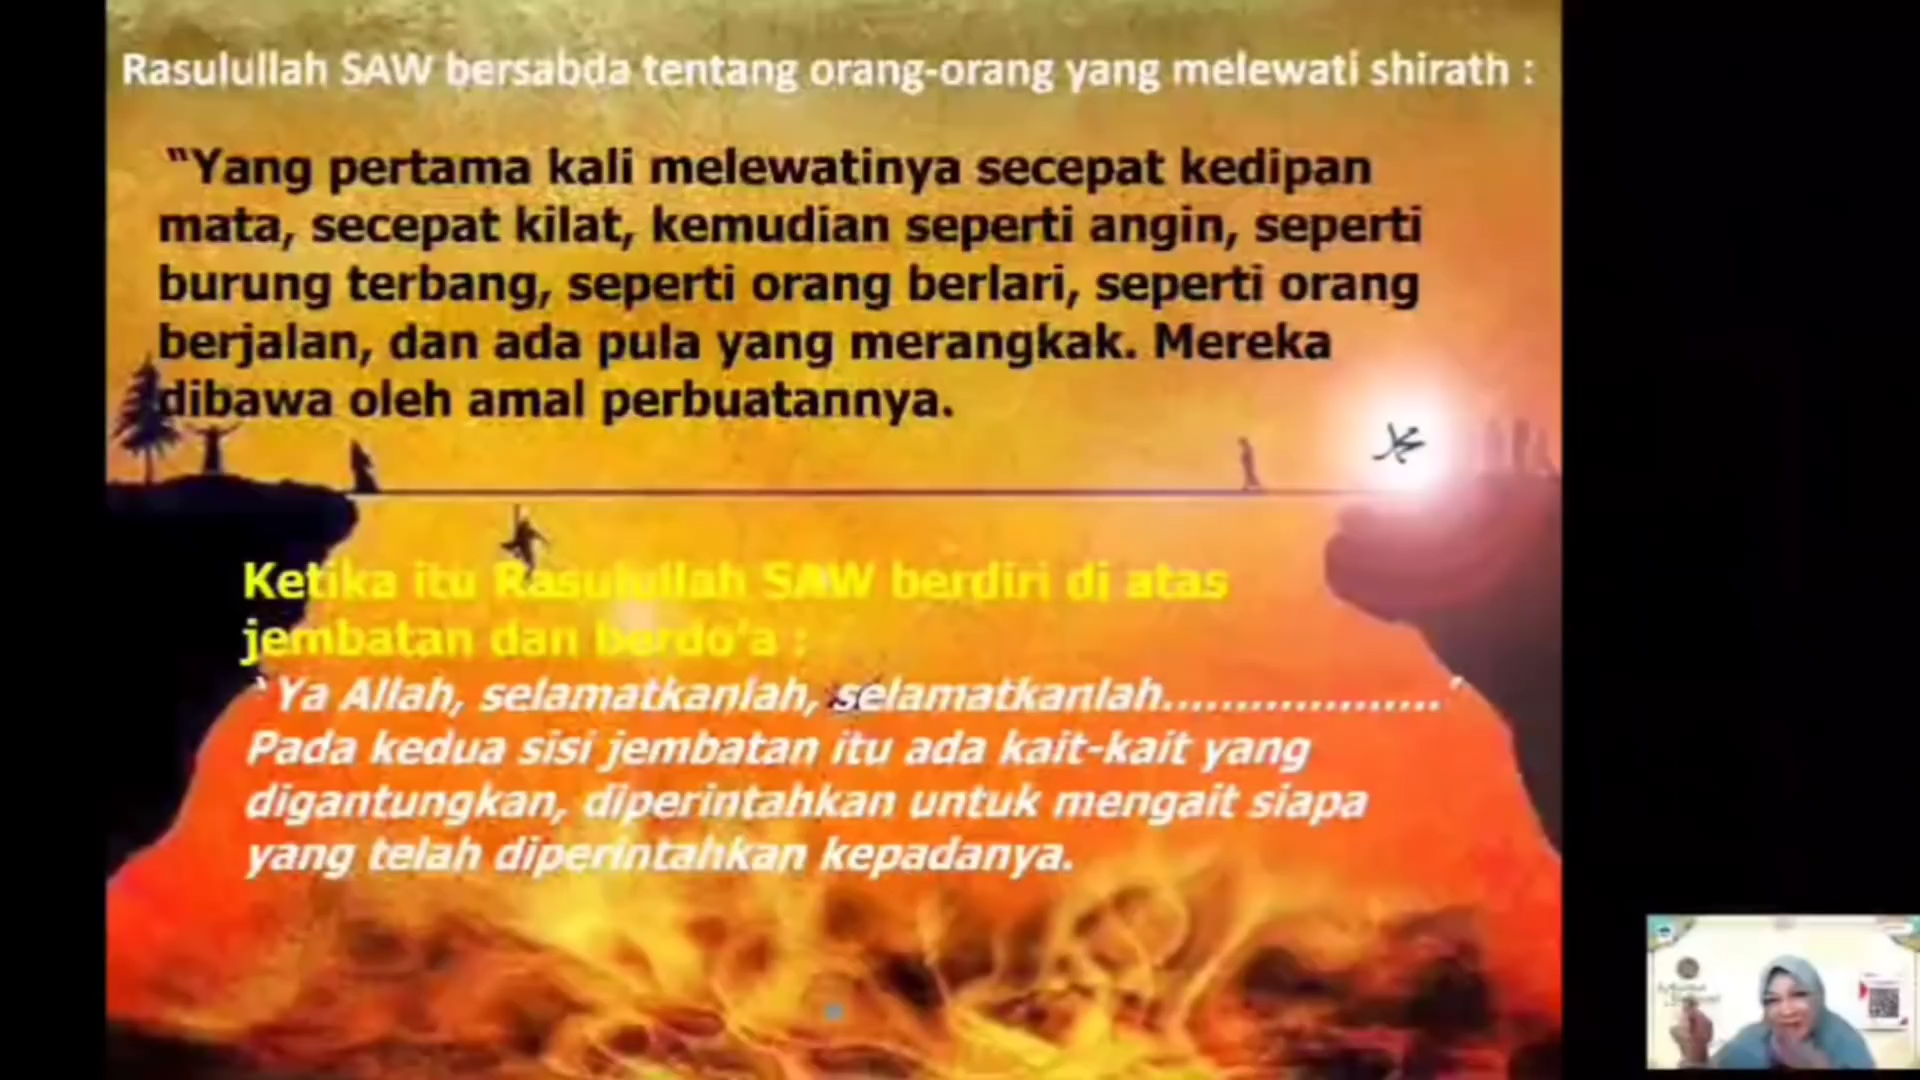 Rasulullah SAW bersabda tentang orang-orang yang melewati shirath :
"Yang pertama kali melewatinya secepat kedipan
mata, secepat kilat, kemudian seperti angin, seperti
burung terbang, seperti orang berlari, seperti orang
berjalan, dan ada pula yang merangkak. Mereka
dibawa oleh amal perbuatannya.
Ketika itu Rasulullah SAW berdiri di atas
jembatan dan berdo'a :
`Ya Allah, selamatkanlah, selamatkanlah...................´
Pada kedua sisi jembatan itu ada kait-kait yang
digantungkan, diperintahkan untuk mengait siapa
yang telah diperintahkan kepadanya.